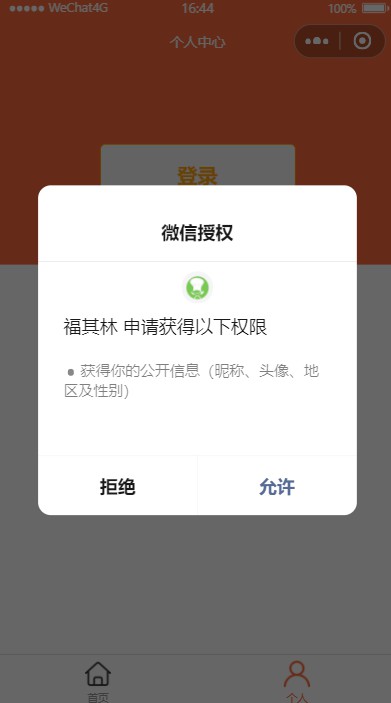 ●●●●● WeChat4G 16:44 100%
个人中心
登录
微信授权
福其林 申请获得以下权限
● 获得你的公开信息（昵称、头像、地
区及性别）
拒绝 允许
首页 个人